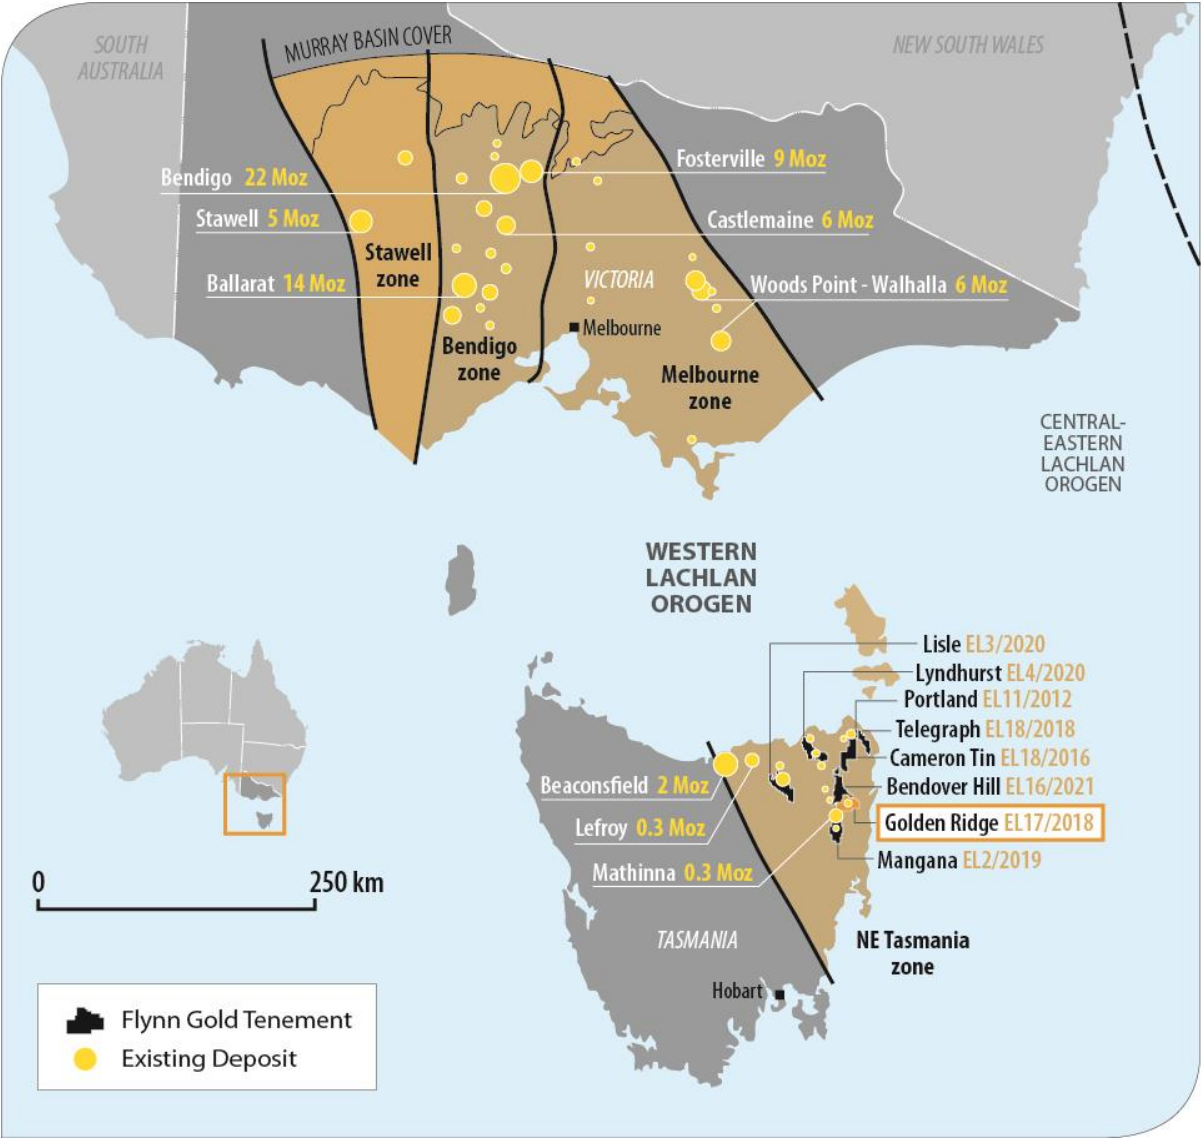 SOUTH
AUSTRALIA
MURRAY BASIN COVER
NEW SOUTH WALES
Fosterville 9 Moz
Bendigo 22 Moz
Stawell 5 Moz
Castlemaine 6 Moz
Stawell
zone
Ballarat 14 Moz
VICTORIA
Woods Point - Walhalla 6 Moz
Melbourne
Bendigo
zone
Melbourne
zone
CENTRAL-
EASTERN
LACHLAN
OROGEN
WESTERN
LACHLAN
OROGEN
Lisle EL3/2020
Lyndhurst EL4/2020
Portland EL11/2012
Telegraph EL18/2018
Cameron Tin EL18/2016
Bendover Hill EL16/2021
Golden Ridge EL17/2018
Mangana EL2/2019
Beaconsfield 2 Moz
Lefroy 0.3 Moz
Mathinna 0.3 Moz
0 250 km
TASMANIA
NE Tasmania
zone
Hobart
Flynn Gold Tenement
Existing Deposit